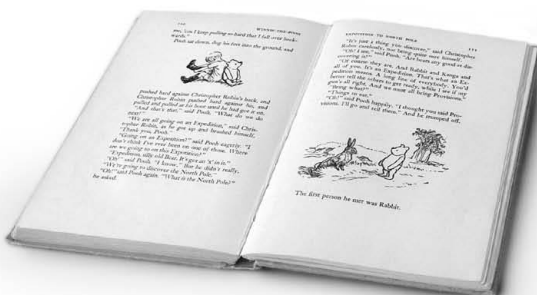 110
WINNIE-THE-POOH
me, 'cos I keep pulling so hard that I fall over back-
wards."
Pooh sat down, dug his feet into the ground, and
pushed hard against Christopher Robin's back, and
Christopher Robin pushed hard against his, and
pulled and pulled at his boot until he had got it on.
"And that's that," said Pooh. "What do we do
next?"
"We are all going on an Expedition," said Chris-
topher Robin, as he got up and brushed himself.
"Thank you, Pooh."
"Going on an Expotition?" said Pooh eagerly. "I
don't think I've ever been on one of those. Where
are we going to on this Expotition?"
"Expedition, silly old Bear. It's got an 'x' in it."
"Oh!" said Pooh. "I know." But he didn't really.
"We're going to discover the North Pole."
"Oh!" said Pooh again. "What is the North Pole?"
he asked.
EXPOTITION TO NORTH POLE
111
"It's just a thing you discover," said Christopher
Robin carelessly, not being quite sure himself.
"Oh! I see," said Pooh. "Are bears any good at dis-
covering it?"
"Of course they are. And Rabbit and Kanga and
all of you. It's an Expedition. That's what an Ex-
pedition means. A long line of everybody. You'd
better tell the others to get ready, while I see if my
gun's all right. And we must all bring Provisions."
"Bring what?"
"Things to eat."
"Oh!" said Pooh happily. "I thought you said Pro-
visions. I'll go and tell them." And he stumped off.
The first person he met was Rabbit.